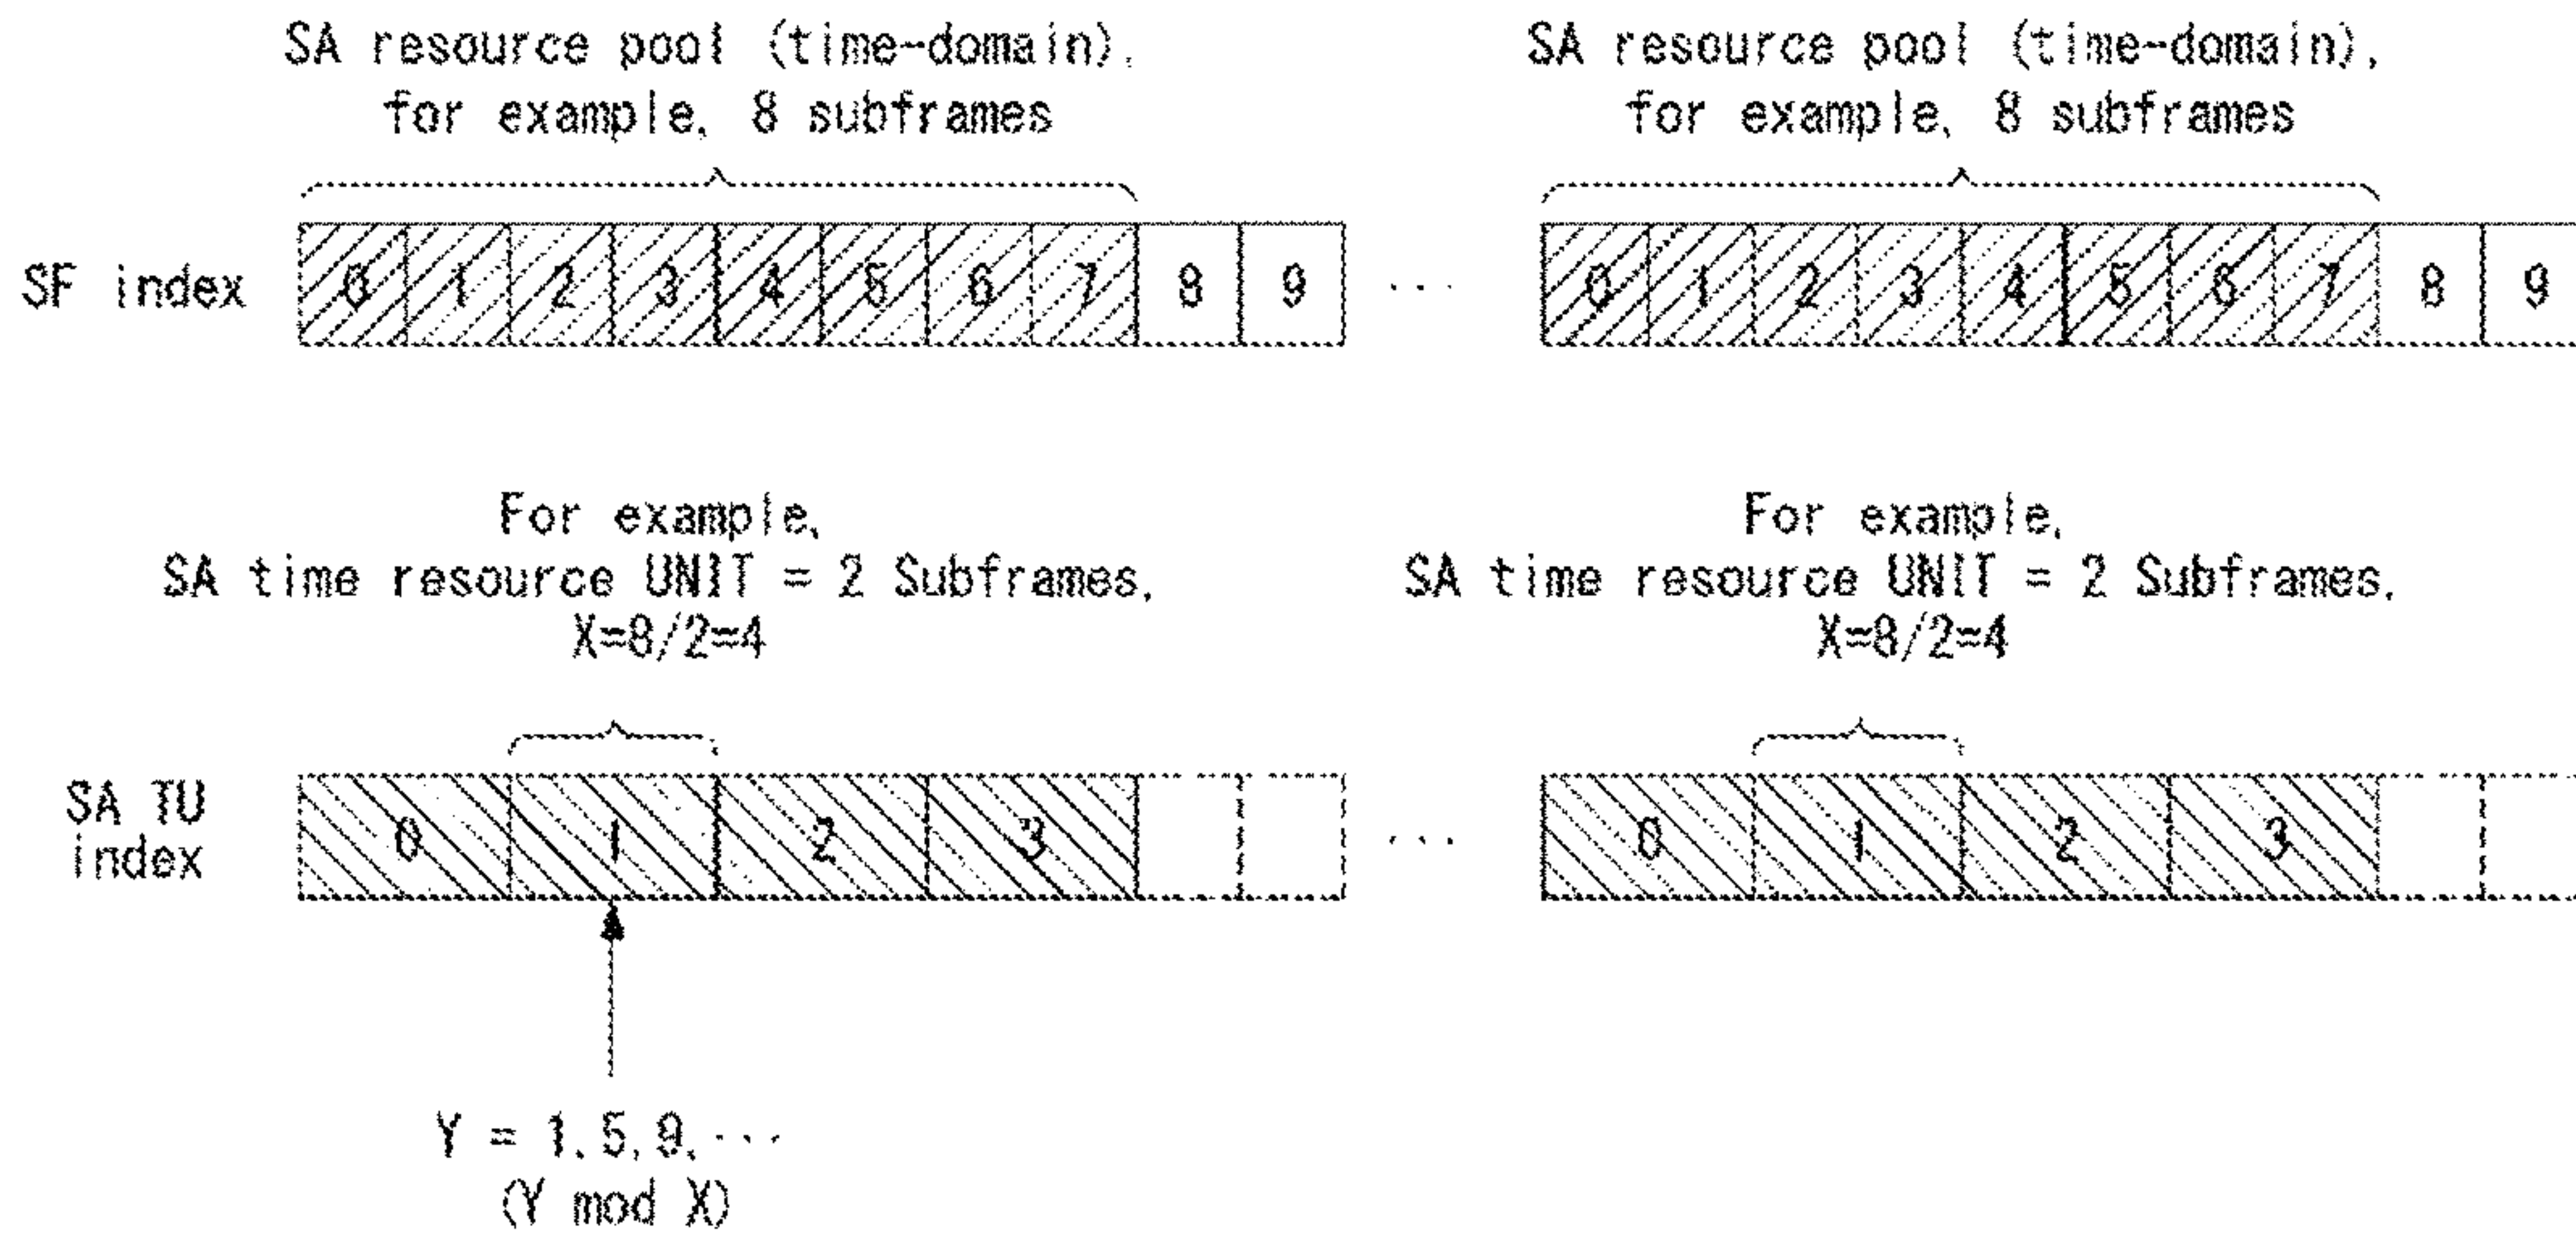 SA resource pool (time-domain),
for example, 8 subframes
SA resource pool (time-domain),
for example, 8 subframes
SF index 0 1 2 3 4 5 6 7 8 9 ... 0 1 2 3 4 5 6 7 8 9
For example,
SA time resource UNIT = 2 Subframes,
X=8/2=4
For example,
SA time resource UNIT = 2 Subframes,
X=8/2=4
SA TU
index
0 1 2 3 ... 0 1 2 3
Y = 1, 5, 9, ...
(Y mod X)